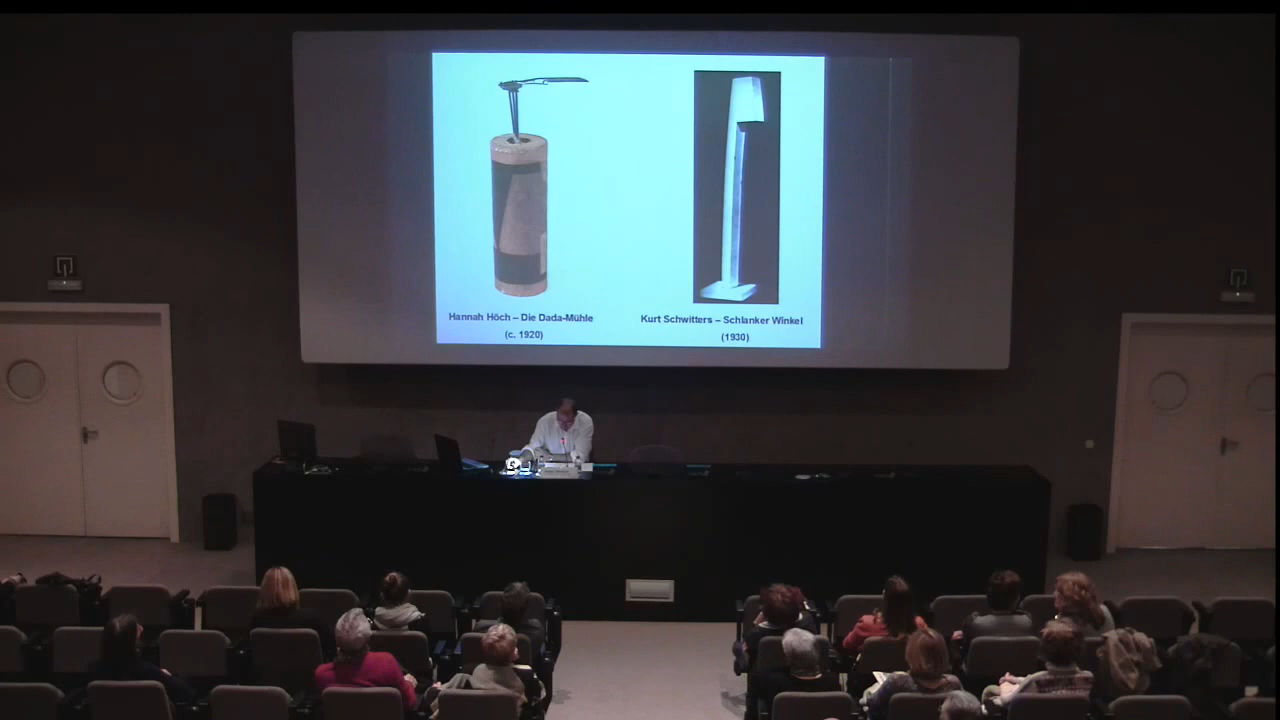 Hannah Höch – Die Dada-Mühle
(c. 1920)
Kurt Schwitters – Schlanker Winkel
(1930)